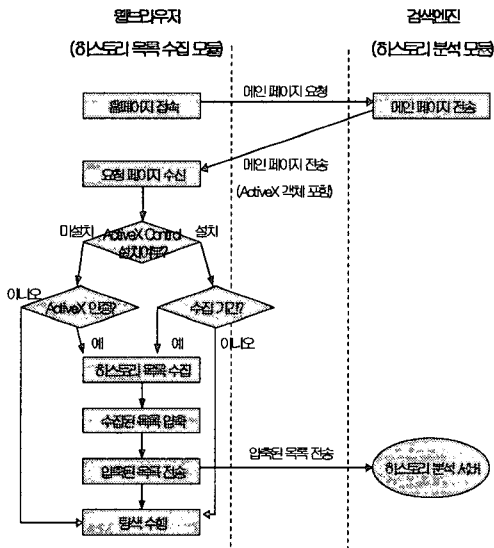 웹브라우저
(히스토리 목록 수집 모듈)
검색엔진
(히스토리 분석 모듈)
홈페이지 접속
메인 페이지 요청
메인 페이지 전송
요청 페이지 수신
메인 페이지 전송
(ActiveX 객체 포함)
미설치
ActiveX Control
설치여부?
설치
아니오
ActiveX 인증?
수집 기간?
예
예
아니오
히스토리 목록 수집
수집된 목록 압축
압축된 목록 전송
압축된 목록 전송
히스토리 분석 서버
탐색 수행